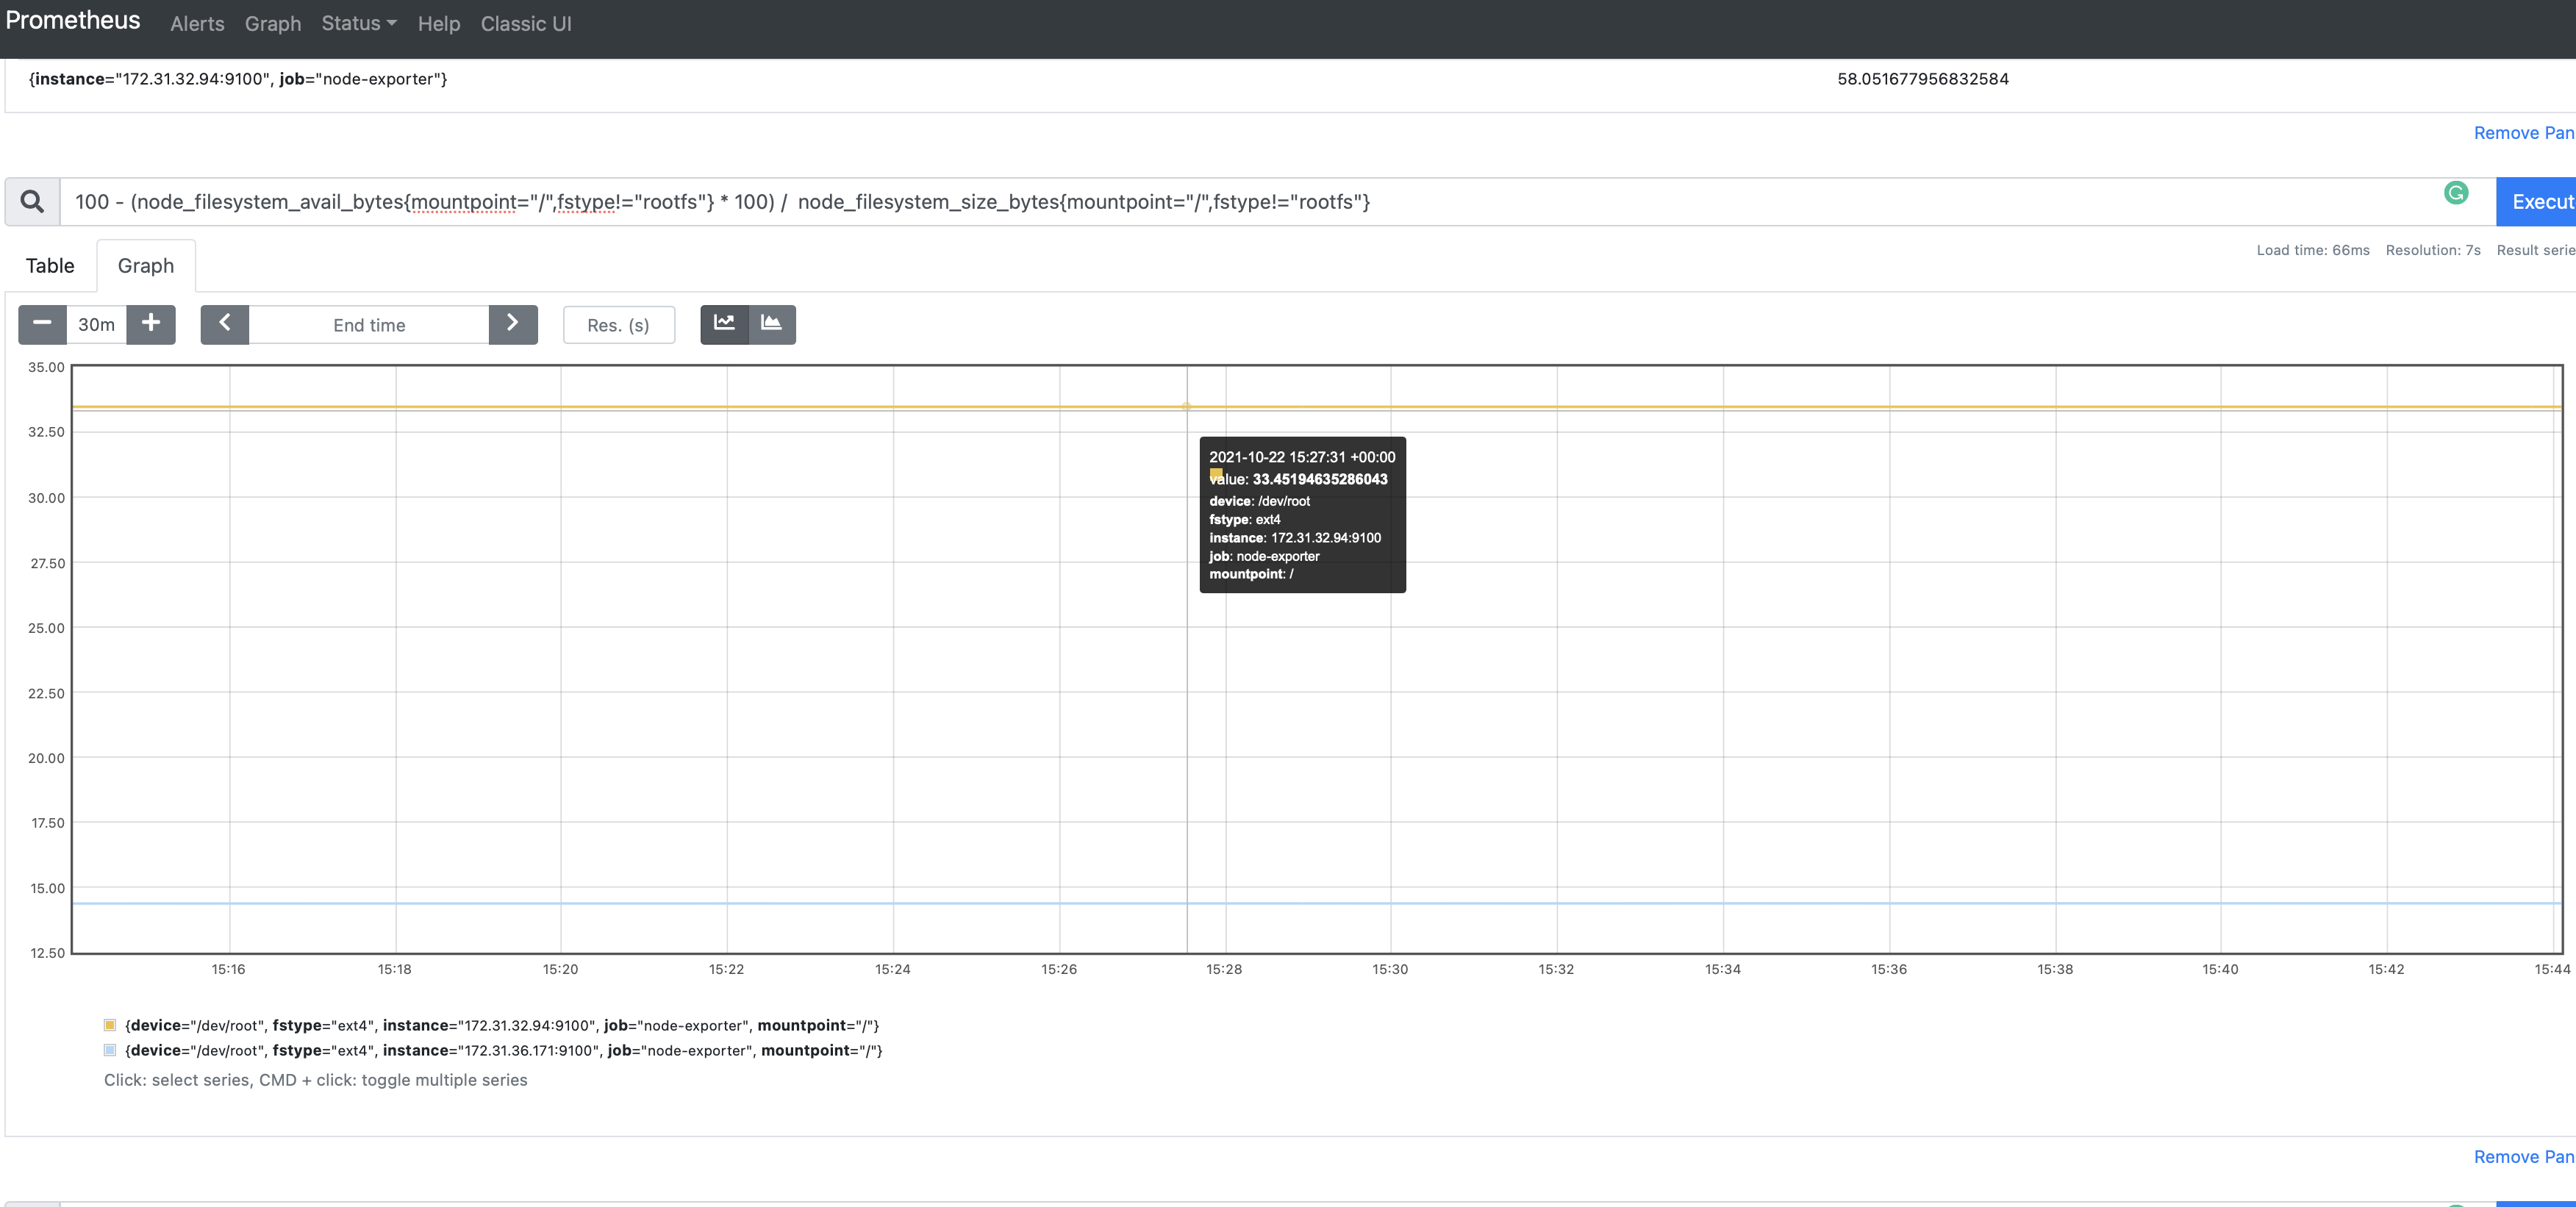 Prometheus Alerts Graph Status Help Classic UI
{instance="172.31.32.94:9100", job="node-exporter"} 58.051677956832584
Remove Pan
100 - (node_filesystem_avail_bytes{mountpoint="/",fstype!="rootfs"} * 100) / node_filesystem_size_bytes{mountpoint="/",fstype!="rootfs"}
Execut
Table Graph
Load time: 66ms Resolution: 7s Result serie
30m End time Res. (s)
35.00
32.50
30.00
27.50
25.00
22.50
20.00
17.50
15.00
12.50
2021-10-22 15:27:31 +00:00
value: 33.45194635286043
device: /dev/root
fstype: ext4
instance: 172.31.32.94:9100
job: node-exporter
mountpoint: /
15:16 15:18 15:20 15:22 15:24 15:26 15:28 15:30 15:32 15:34 15:36 15:38 15:40 15:42 15:44
{device="/dev/root", fstype="ext4", instance="172.31.32.94:9100", job="node-exporter", mountpoint="/"}
{device="/dev/root", fstype="ext4", instance="172.31.36.171:9100", job="node-exporter", mountpoint="/"}
Click: select series, CMD + click: toggle multiple series
Remove Pan